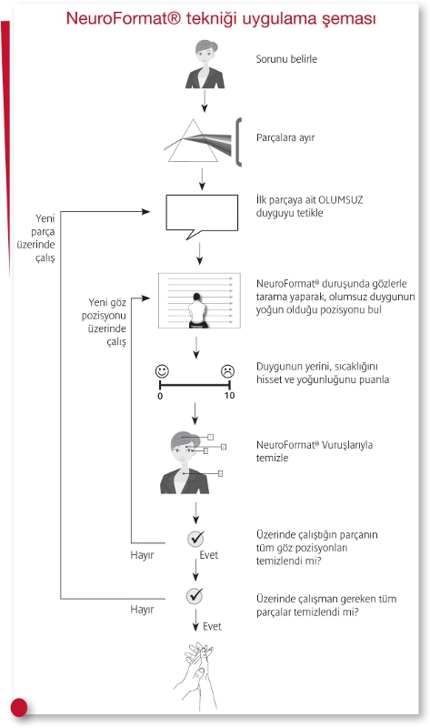 NeuroFormat® tekniği uygulama şeması
Sorunu belirle
Parçalara ayır
İlk parçaya ait OLUMSUZ
duyguyu tetikle
Yeni
parça
üzerinde
çalış
NeuroFormat® duruşunda gözlerle
tarama yaparak, olumsuz duygunun
yoğun olduğu pozisyonu bul
Yeni göz
pozisyonu
üzerinde
çalış
Duygunun yerini, sıcaklığını
hisset ve yoğunluğunu puanla
0 10
NeuroFormat® Vuruşlarıyla
temizle
Üzerinde çalıştığın parçanın
tüm göz pozisyonları
temizlendi mi?
Hayır Evet
Üzerinde çalışman gereken tüm
parçalar temizlendi mi?
Hayır
Evet